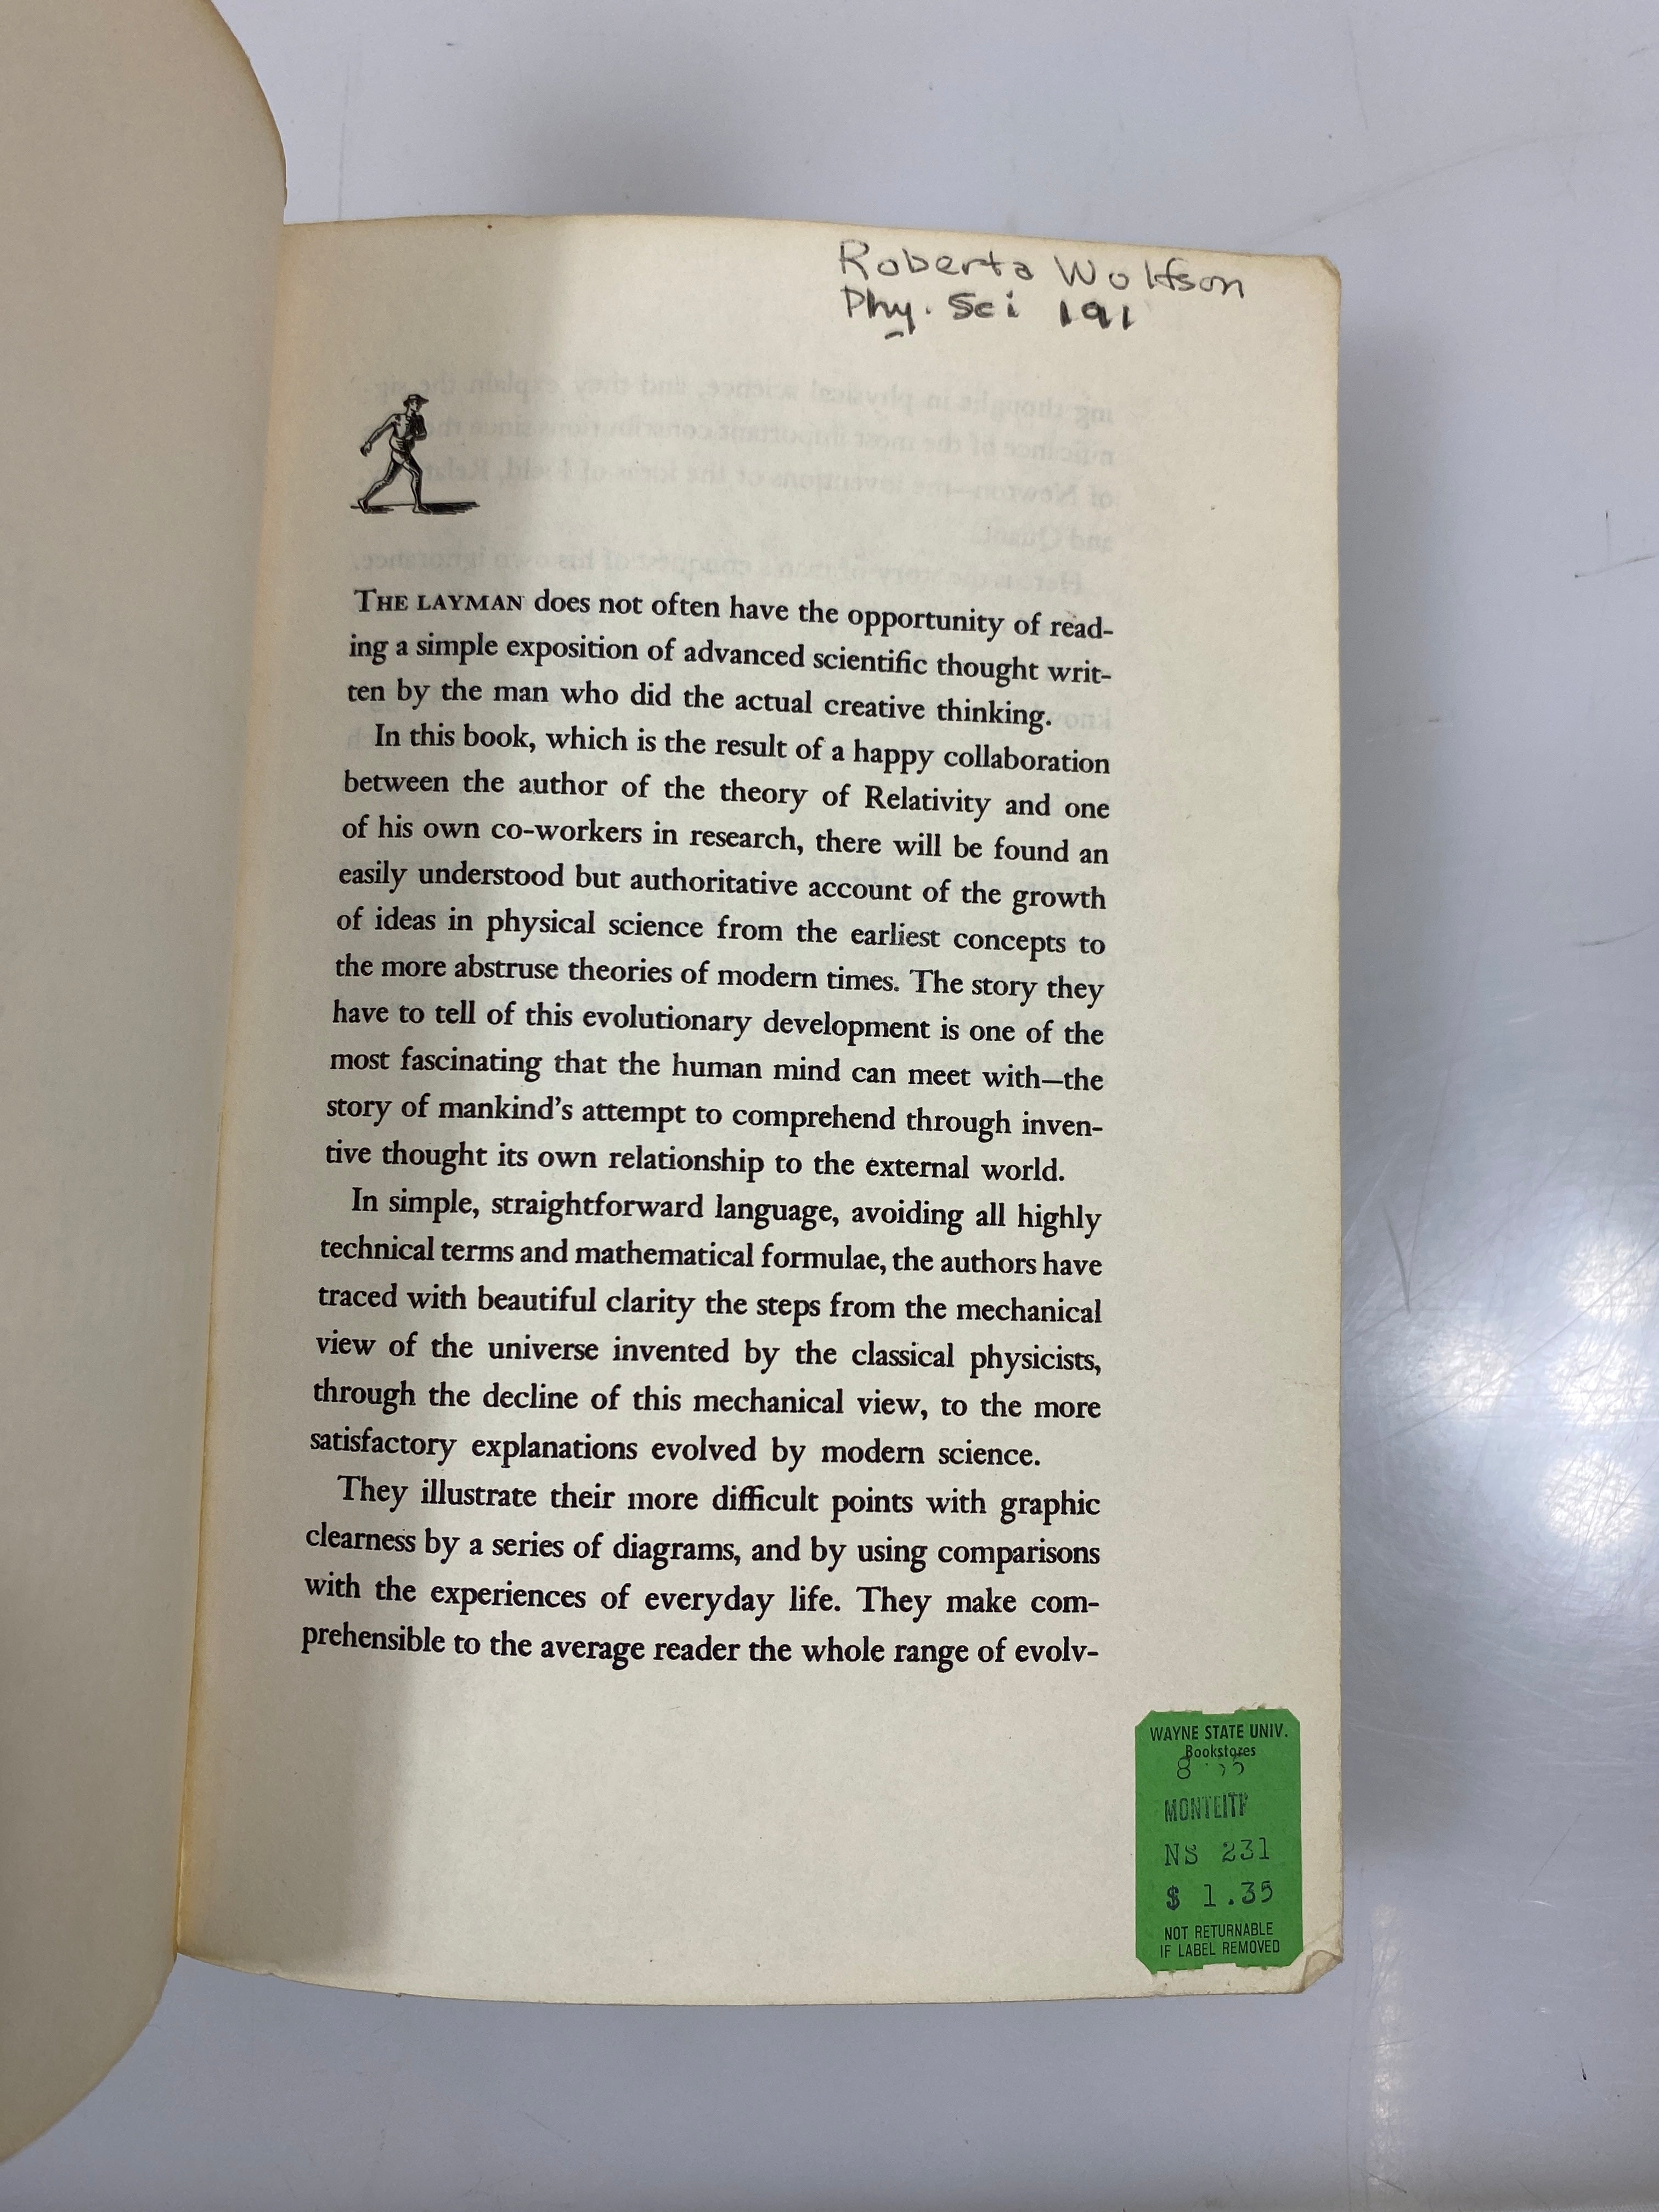 Roberta Wolfson
Phy. Sci 191
THE LAYMAN does not often have the opportunity of read-
ing a simple exposition of advanced scientific thought writ-
ten by the man who did the actual creative thinking.
In this book, which is the result of a happy collaboration
between the author of the theory of Relativity and one
of his own co-workers in research, there will be found an
easily understood but authoritative account of the growth
of ideas in physical science from the earliest concepts to
the more abstruse theories of modern times. The story they
have to tell of this evolutionary development is one of the
most fascinating that the human mind can meet with—the
story of mankind's attempt to comprehend through inven-
tive thought its own relationship to the external world.
In simple, straightforward language, avoiding all highly
technical terms and mathematical formulae, the authors have
traced with beautiful clarity the steps from the mechanical
view of the universe invented by the classical physicists,
through the decline of this mechanical view, to the more
satisfactory explanations evolved by modern science.
They illustrate their more difficult points with graphic
clearness by a series of diagrams, and by using comparisons
with the experiences of everyday life. They make com-
prehensible to the average reader the whole range of evolv-
WAYNE STATE UNIV.
Bookstores
MONTEITH
NS 231
$ 1.35
NOT RETURNABLE
IF LABEL REMOVED